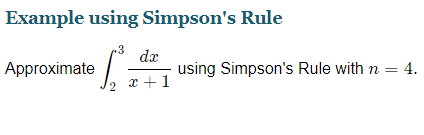 Example using Simpson's Rule
Approximate ∫₂³ dx/(x + 1) using Simpson's Rule with n = 4.